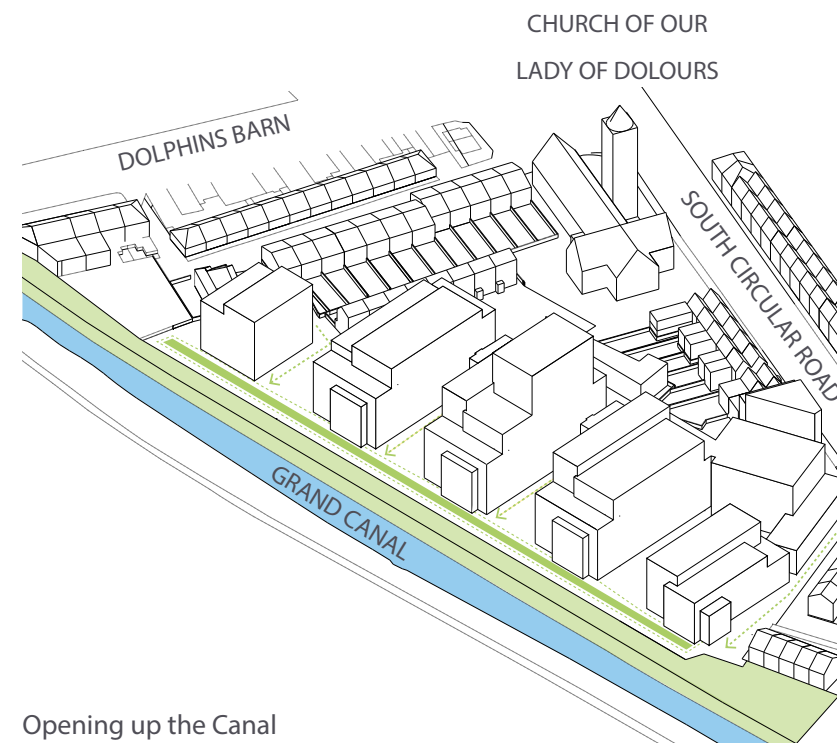 CHURCH OF OUR
LADY OF DOLOURS
DOLPHINS BARN
SOUTH CIRCULAR ROAD
GRAND CANAL
Opening up the Canal